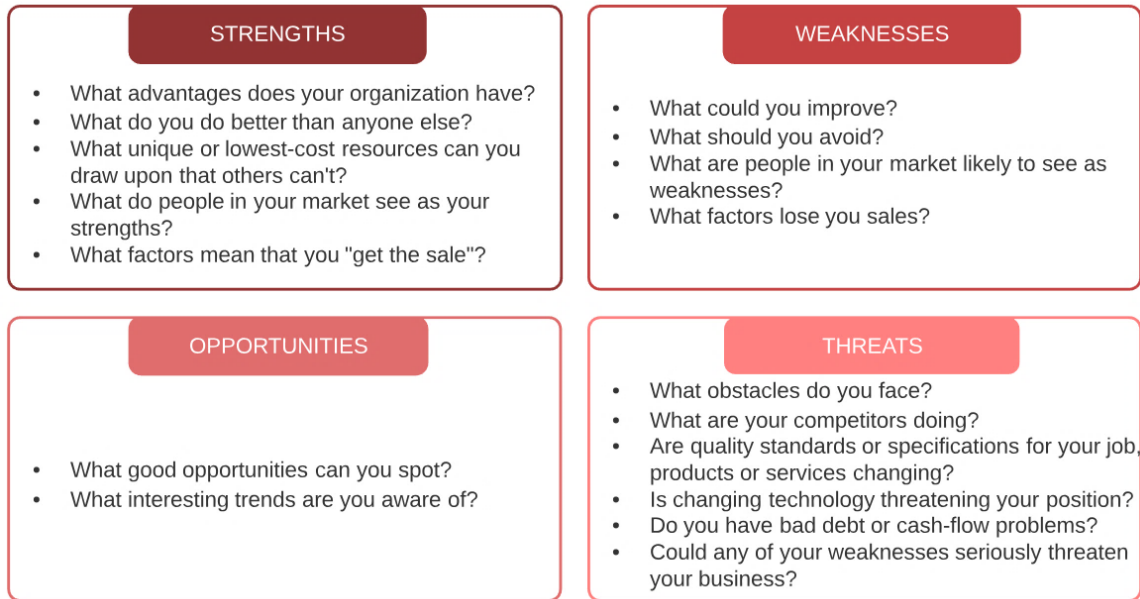 STRENGTHS
• What advantages does your organization have?
• What do you do better than anyone else?
• What unique or lowest-cost resources can you
draw upon that others can't?
• What do people in your market see as your
strengths?
• What factors mean that you "get the sale"?
WEAKNESSES
• What could you improve?
• What should you avoid?
• What are people in your market likely to see as
weaknesses?
• What factors lose you sales?
OPPORTUNITIES
• What good opportunities can you spot?
• What interesting trends are you aware of?
THREATS
• What obstacles do you face?
• What are your competitors doing?
• Are quality standards or specifications for your job,
products or services changing?
• Is changing technology threatening your position?
• Do you have bad debt or cash-flow problems?
• Could any of your weaknesses seriously threaten
your business?